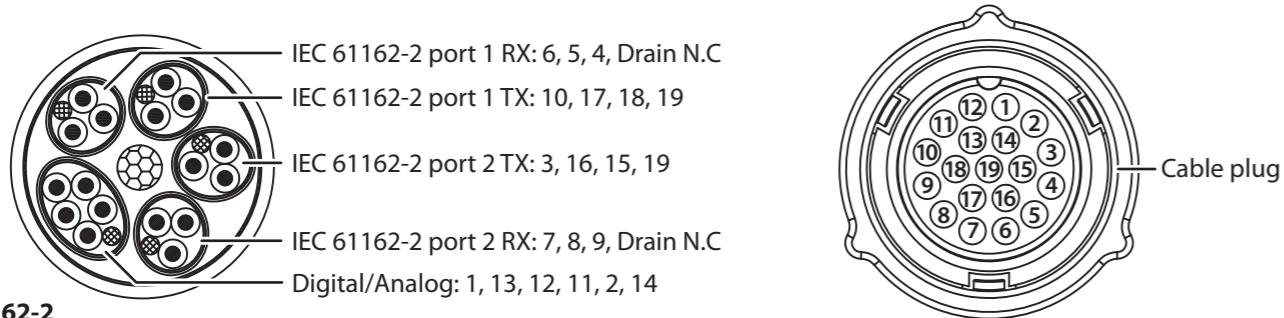 IEC 61162-2 port 1 RX: 6, 5, 4, Drain N.C
IEC 61162-2 port 1 TX: 10, 17, 18, 19
IEC 61162-2 port 2 TX: 3, 16, 15, 19
IEC 61162-2 port 2 RX: 7, 8, 9, Drain N.C
Digital/Analog: 1, 13, 12, 11, 2, 14
62-2
12 1
11 2
13 14
10 3
18 19 15
9 4
17 16
8 5
7 6
Cable plug